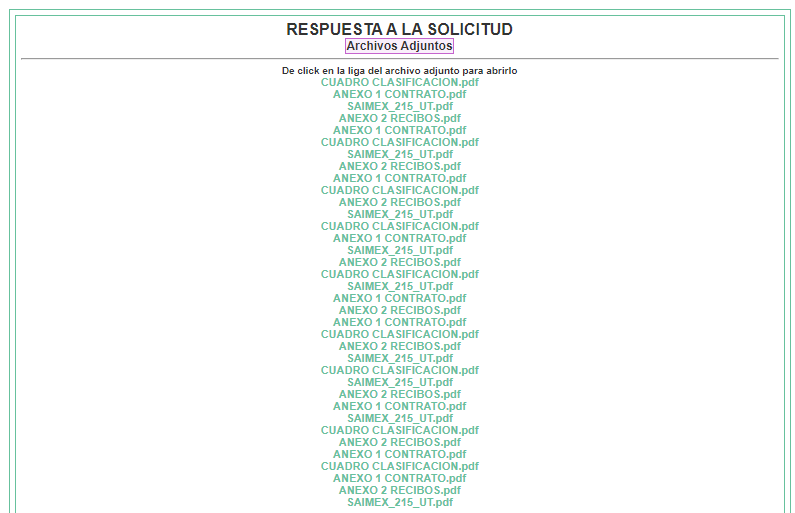 RESPUESTA A LA SOLICITUD
Archivos Adjuntos
De click en la liga del archivo adjunto para abrirlo
CUADRO CLASIFICACION.pdf
ANEXO 1 CONTRATO.pdf
SAIMEX_215_UT.pdf
ANEXO 2 RECIBOS.pdf
ANEXO 1 CONTRATO.pdf
CUADRO CLASIFICACION.pdf
SAIMEX_215_UT.pdf
ANEXO 2 RECIBOS.pdf
ANEXO 1 CONTRATO.pdf
CUADRO CLASIFICACION.pdf
ANEXO 2 RECIBOS.pdf
SAIMEX_215_UT.pdf
CUADRO CLASIFICACION.pdf
ANEXO 1 CONTRATO.pdf
SAIMEX_215_UT.pdf
ANEXO 2 RECIBOS.pdf
CUADRO CLASIFICACION.pdf
SAIMEX_215_UT.pdf
ANEXO 1 CONTRATO.pdf
ANEXO 2 RECIBOS.pdf
ANEXO 1 CONTRATO.pdf
CUADRO CLASIFICACION.pdf
ANEXO 2 RECIBOS.pdf
SAIMEX_215_UT.pdf
CUADRO CLASIFICACION.pdf
SAIMEX_215_UT.pdf
ANEXO 2 RECIBOS.pdf
ANEXO 1 CONTRATO.pdf
SAIMEX_215_UT.pdf
CUADRO CLASIFICACION.pdf
ANEXO 2 RECIBOS.pdf
ANEXO 1 CONTRATO.pdf
CUADRO CLASIFICACION.pdf
ANEXO 1 CONTRATO.pdf
ANEXO 2 RECIBOS.pdf
SAIMEX_215_UT.pdf